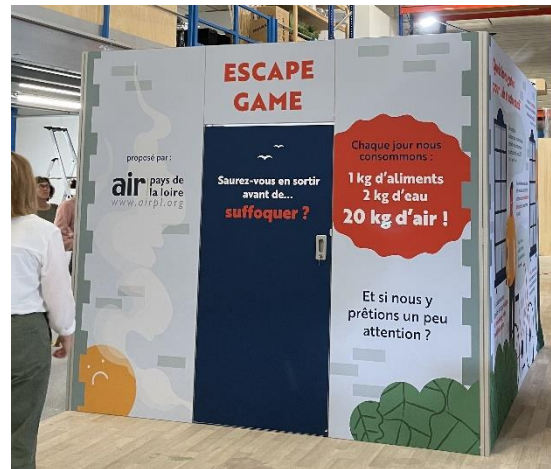 ESCAPE
GAME
proposé par :
air pays de
la loire
www.airpl.org
Saurez-vous en sortir
avant de...
suffoquer ?
Chaque jour nous
consommons :
1 kg d'aliments
2 kg d'eau
20 kg d'air !
Et si nous y
prêtions un peu
attention ?